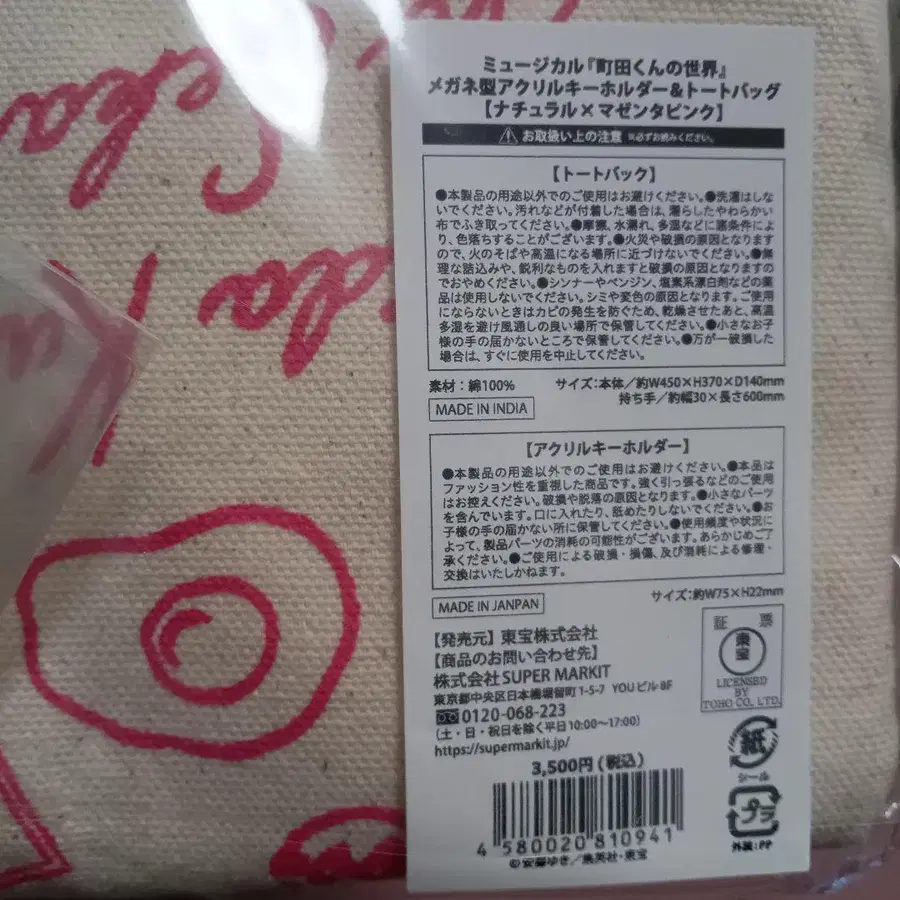 ミュージカル『町田くんの世界』
メガネ型アクリルキーホルダー&トートバッグ
【ナチュラル×マゼンタピンク】
お取扱い上の注意 ※必ずお読みください。
【トートバック】
●本製品の用途以外でのご使用はお避けください。●洗濯はしな
いでください。汚れなどが付着した場合は、濡らしたやわらかい
布でふき取ってください。●摩擦、水濡れ、多湿などに諸条件によ
り、色落ちすることがございます。●火災や破損の原因となります
ので、火のそばや高温になる場所に近づけないでください。●無
理な詰込みや、鋭利なものを入れますと破損の原因となりますの
でおやめください。●シンナーやベンジン、塩素系漂白剤などの薬
品は使用しないでください。シミや変色の原因となります。ご使用
にならないときはカビの発生を防ぐため、乾燥させたあと、高温
多湿を避け風通しの良い場所で保管してください。●小さなお子
様の手の届かないところで保管してください。●万が一破損した
場合は、すぐに使用を中止してください。
素材:綿100% サイズ:本体/約W450×H370×D140mm
持ち手/約幅30×長さ600mm
MADE IN INDIA
【アクリルキーホルダー】
●本製品の用途以外でのご使用はお避けください。●本品は
ファッション性を重視した商品です。強く引っ張るなどのご使用
はお控えください。破損や脱落の原因となります。●小さなパーツ
を含んでいます。口に入れたり、舐めたりしないでください。●お
子様の手の届かない所に保管してください。●使用頻度や状況に
よって、製品パーツの消耗の可能性がございます。あらかじめご了
承ください。●ご使用による破損・損傷、及び消耗による修理・
交換はいたしかねます。
サイズ:約W75×H22mm
MADE IN JANPAN
【発売元】東宝株式会社
【商品のお問い合わせ先】
株式会社SUPER MARKIT
東京都中央区日本橋堀留町1-5-7 YOUビル8F
0120-068-223
(土・日・祝日を除く平日10:00~17:00)
https://supermarkit.jp/
証票
東宝
LICENSED
BY
TOHO CO., LTD.
紙
シール
プラ
外装:PP
3,500円(税込)
4 580020 810941
©安藤ゆき/集英社・東宝